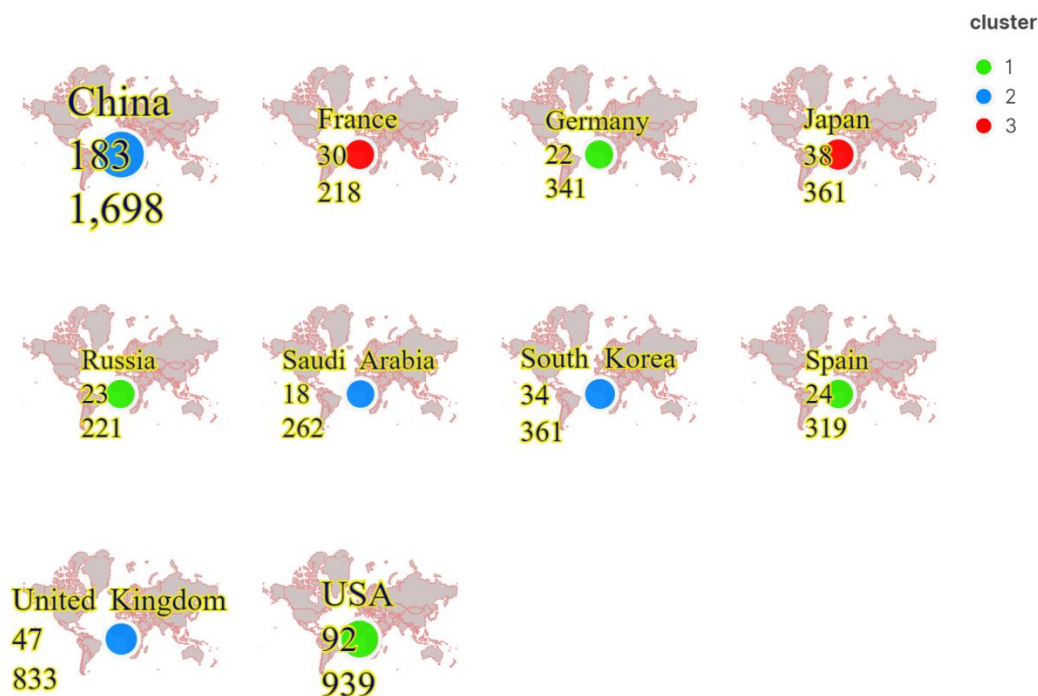 cluster
1
2
3
China
183
1,698
France
30
218
Germany
22
341
Japan
38
361
Russia
23
221
Saudi Arabia
18
262
South Korea
34
361
Spain
24
319
United Kingdom
47
833
USA
92
939